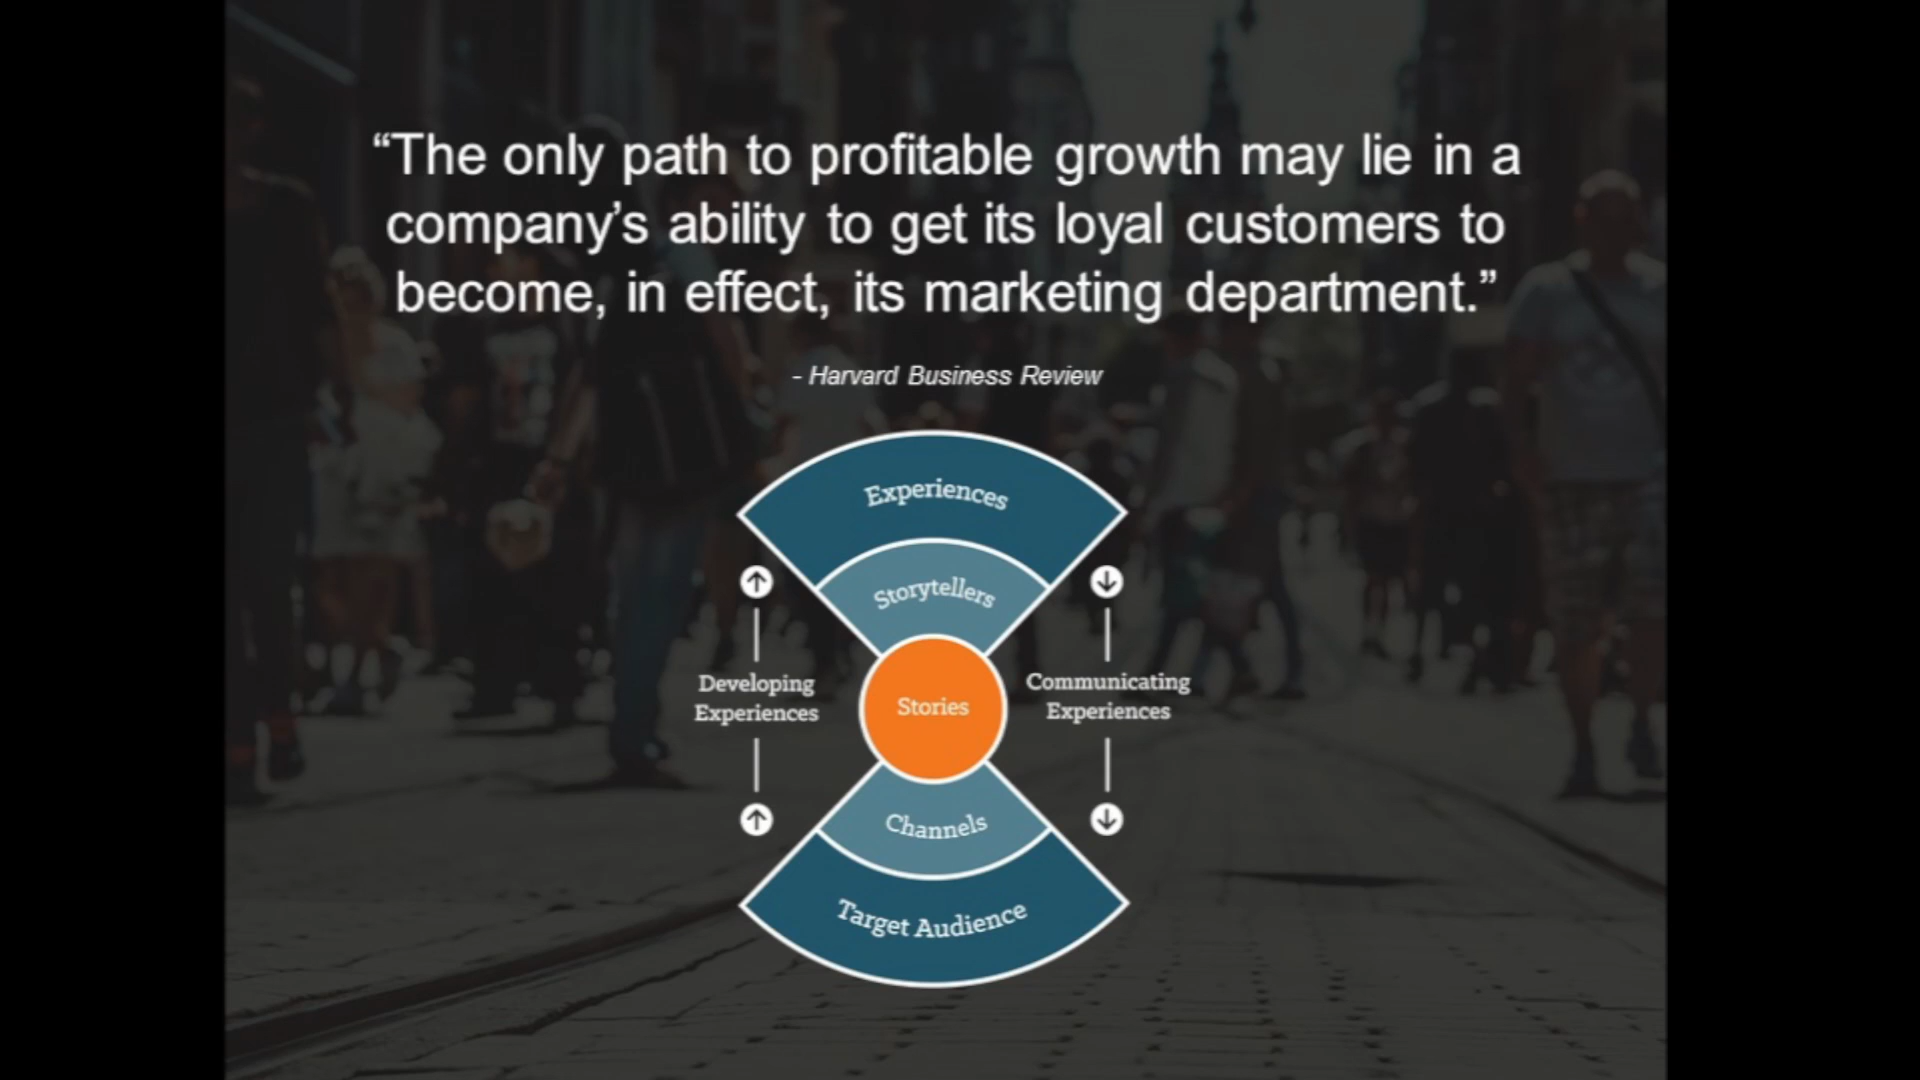 “The only path to profitable growth may lie in a
company’s ability to get its loyal customers to
become, in effect, its marketing department.”
- Harvard Business Review
Experiences
Storytellers
Developing
Experiences
Stories
Communicating
Experiences
Channels
Target Audience